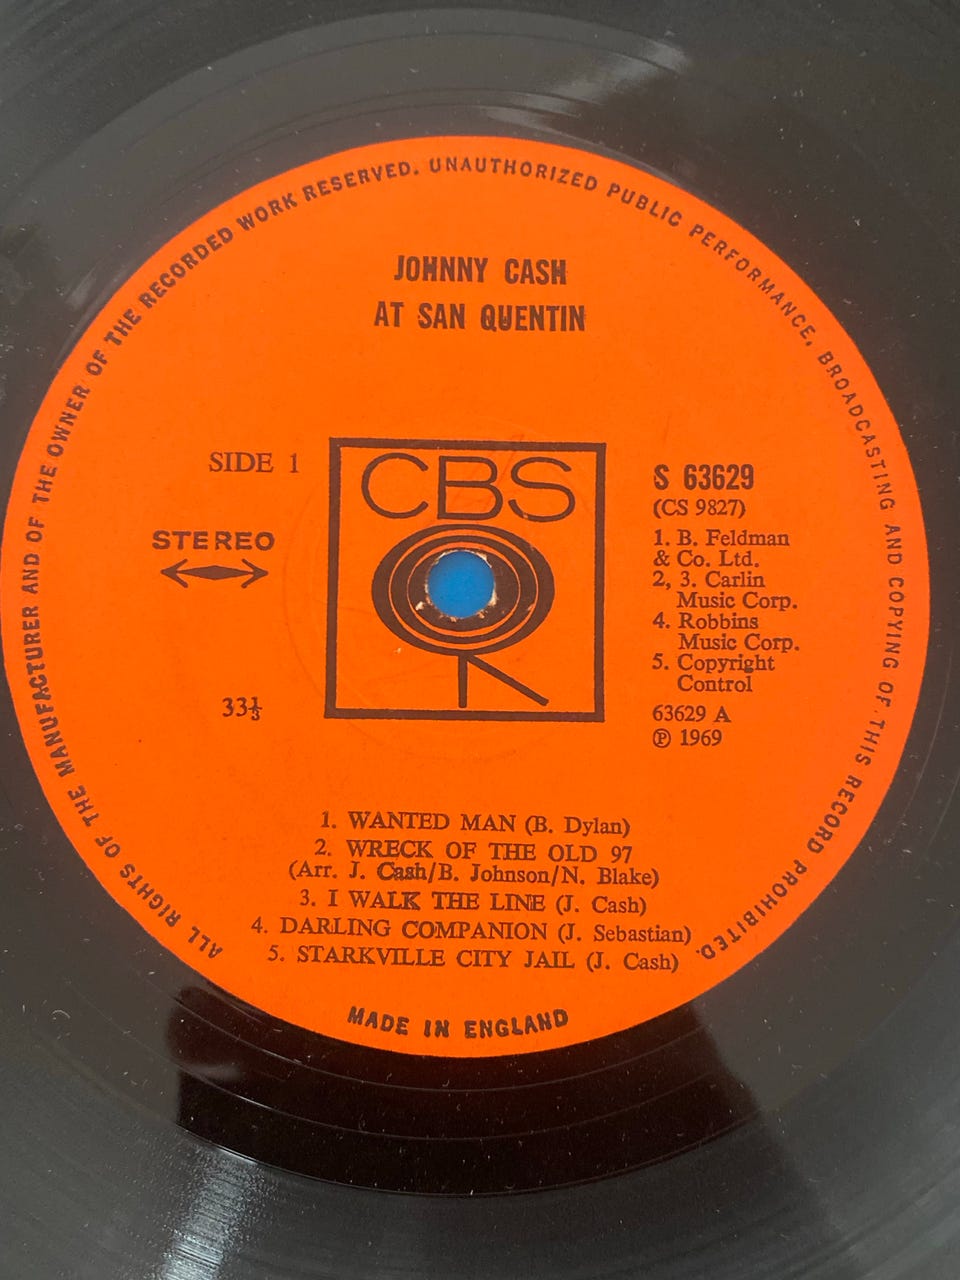 ALL RIGHTS OF THE MANUFACTURER AND OF THE OWNER OF THE RECORDED WORK RESERVED. UNAUTHORIZED PUBLIC PERFORMANCE, BROADCASTING AND COPYING OF THIS RECORD PROHIBITED.
JOHNNY CASH
AT SAN QUENTIN
SIDE 1
STEREO
33⅓
CBS
S 63629
(CS 9827)
1. B. Feldman
& Co. Ltd.
2, 3. Carlin
Music Corp.
4. Robbins
Music Corp.
5. Copyright
Control
63629 A
℗ 1969
1. WANTED MAN (B. Dylan)
2. WRECK OF THE OLD 97
(Arr. J. Cash/B. Johnson/N. Blake)
3. I WALK THE LINE (J. Cash)
4. DARLING COMPANION (J. Sebastian)
5. STARKVILLE CITY JAIL (J. Cash)
MADE IN ENGLAND